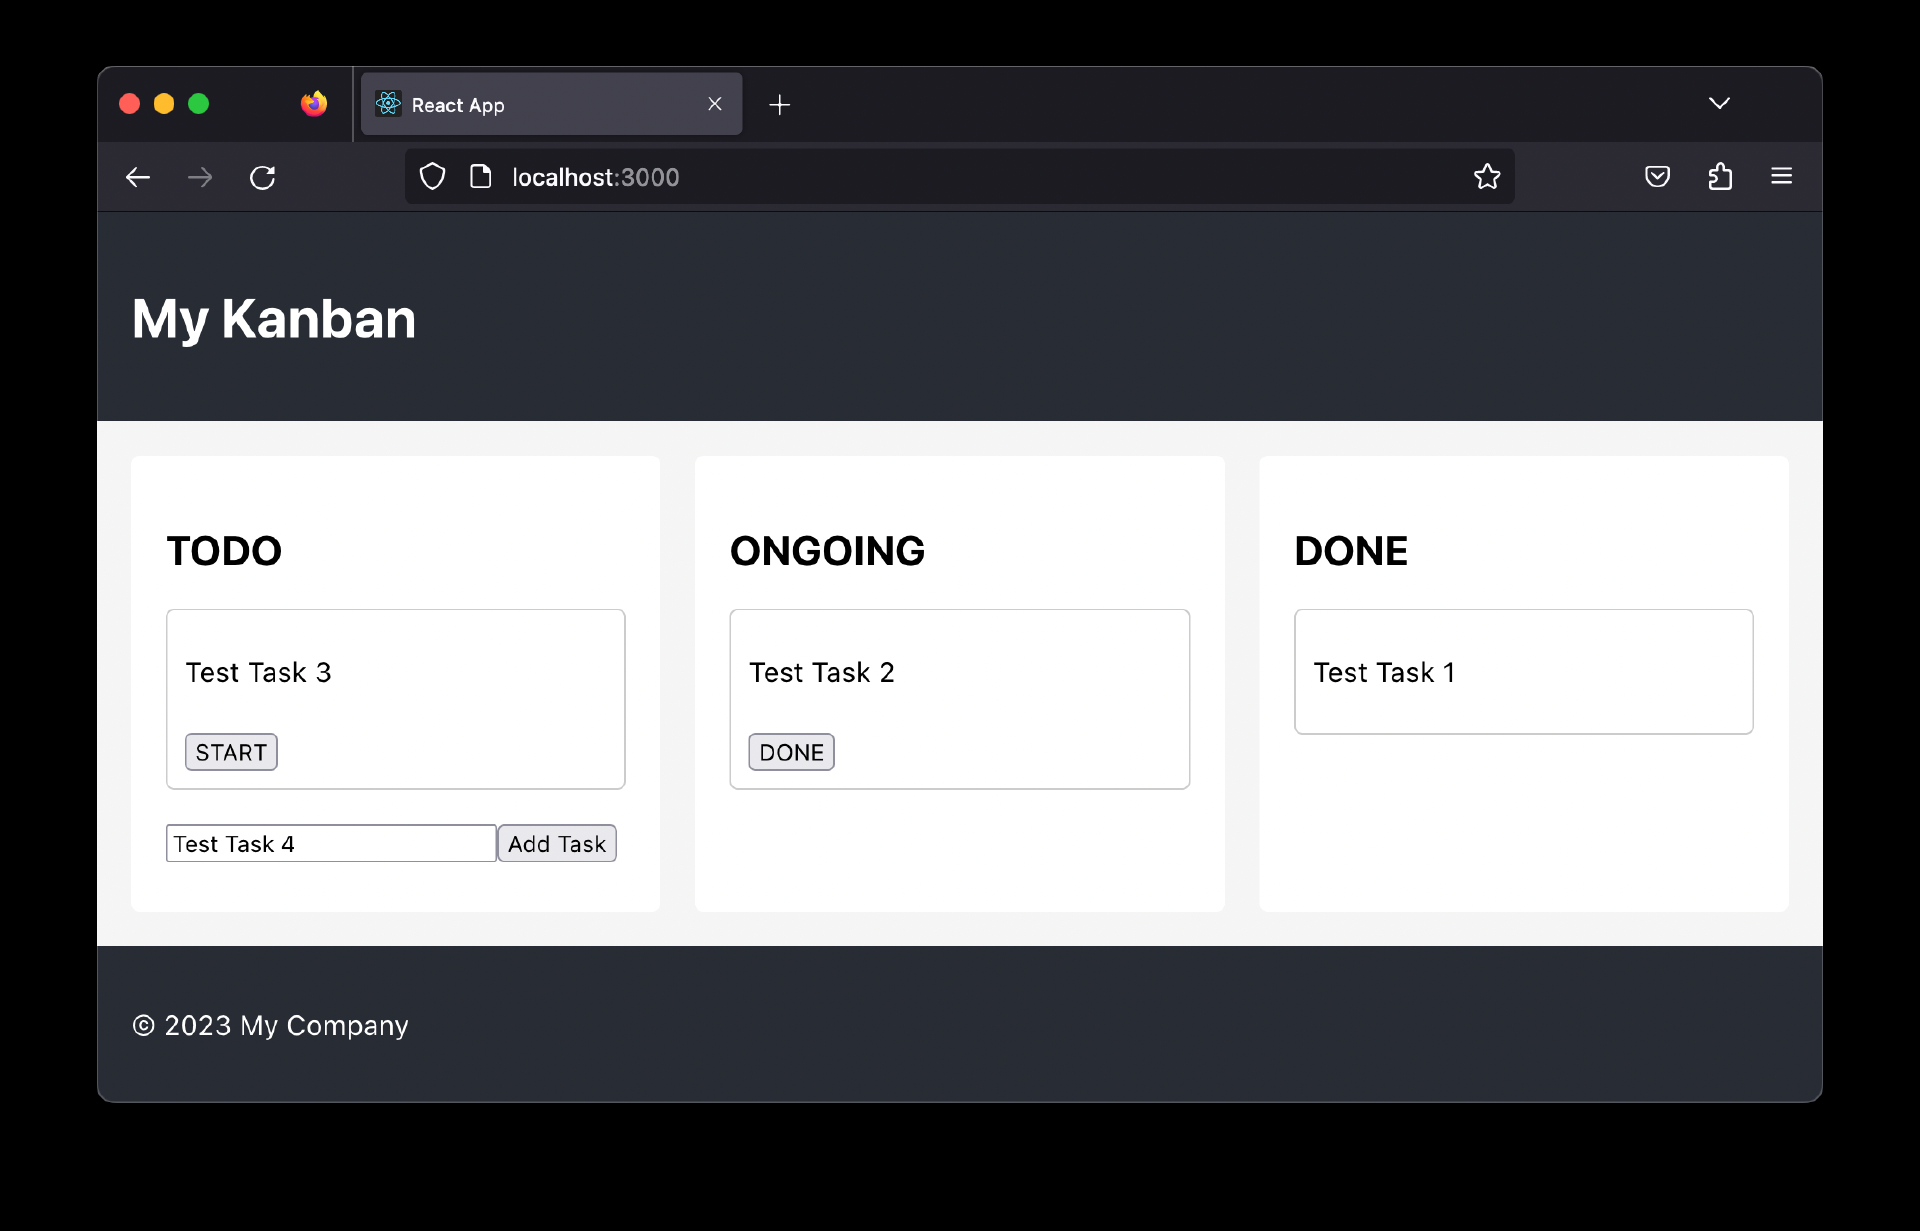 React App
localhost:3000
My Kanban
TODO
Test Task 3
START
Test Task 4 Add Task
ONGOING
Test Task 2
DONE
DONE
Test Task 1
© 2023 My Company